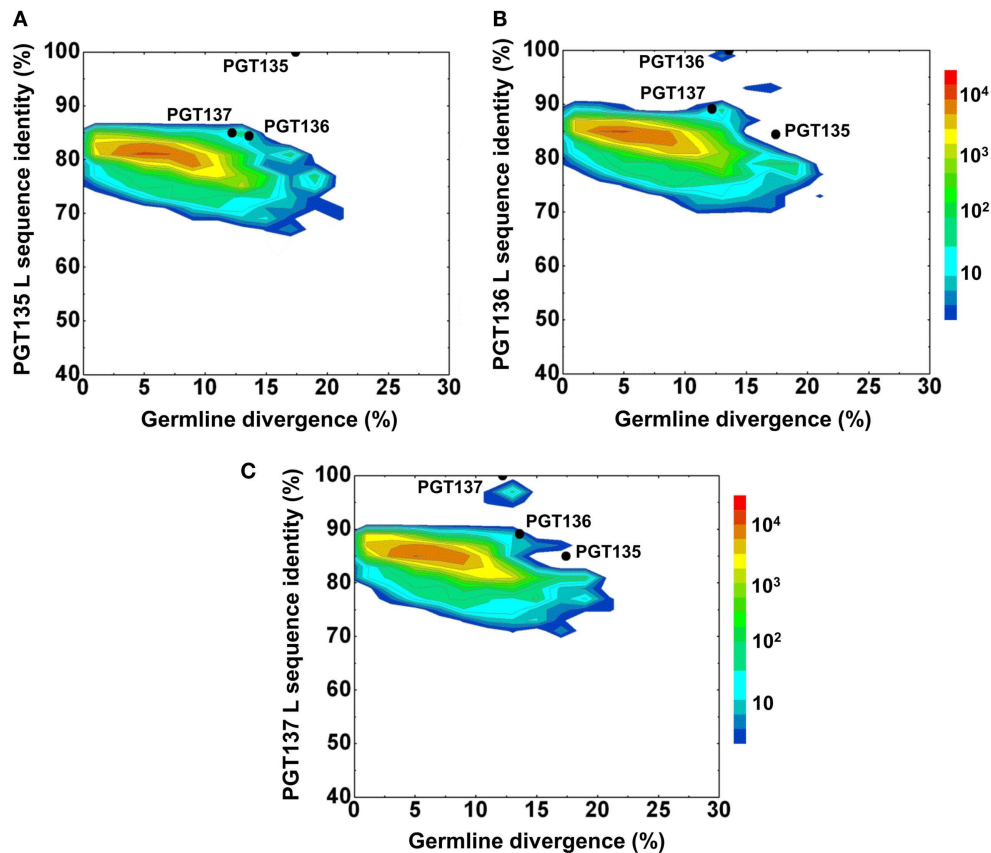 A
PGT135 L sequence identity (%)
100
90
80
70
60
50
40
PGT135
PGT137
PGT136
0 5 10 15 20 25 30
Germline divergence (%)
B
PGT136 L sequence identity (%)
100
90
80
70
60
50
40
PGT136
PGT137
PGT135
0 5 10 15 20 25 30
Germline divergence (%)
10⁴
10³
10²
10
C
PGT137 L sequence identity (%)
100
90
80
70
60
50
40
PGT137
PGT136
PGT135
0 5 10 15 20 25 30
Germline divergence (%)
10⁴
10³
10²
10